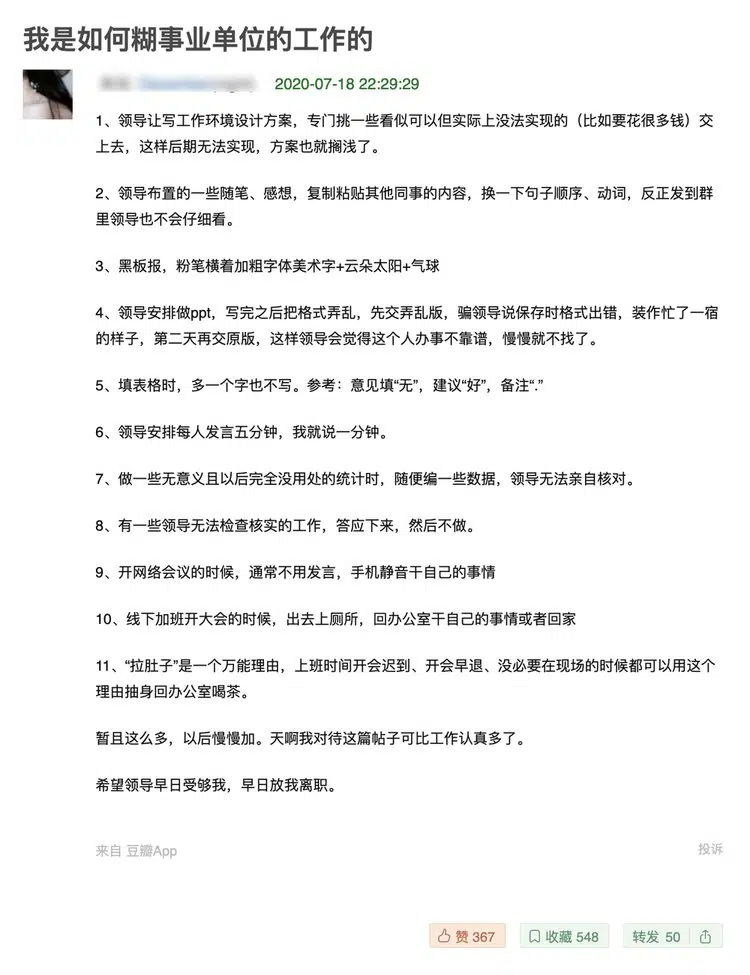 我是如何糊事业单位的工作的
2020-07-18 22:29:29
1、领导让写工作环境设计方案，专门挑一些看似可以但实际上没法实现的（比如要花很多钱）交
上去，这样后期无法实现，方案也就搁浅了。
2、领导布置的一些随笔、感想，复制粘贴其他同事的内容，换一下句子顺序、动词，反正发到群
里领导也不会仔细看。
3、黑板报，粉笔横着加粗字体美术字+云朵太阳+气球
4、领导安排做ppt，写完之后把格式弄乱，先交弄乱版，骗领导说保存时格式出错，装作忙了一宿
的样子，第二天再交原版，这样领导会觉得这个人办事不靠谱，慢慢就不找了。
5、填表格时，多一个字也不写。参考：意见填“无”，建议“好”，备注“.”
6、领导安排每人发言五分钟，我就说一分钟。
7、做一些无意义且以后完全没用处的统计时，随便编一些数据，领导无法亲自核对。
8、有一些领导无法检查核实的工作，答应下来，然后不做。
9、开网络会议的时候，通常不用发言，手机静音干自己的事情
10、线下加班开大会的时候，出去上厕所，回办公室干自己的事情或者回家
11、“拉肚子”是一个万能理由，上班时间开会迟到、开会早退、没必要在现场的时候都可以用这个
理由抽身回办公室喝茶。
暂且这么多，以后慢慢加。天啊我对待这篇帖子可比工作认真多了。
希望领导早日受够我，早日放我离职。
来自 豆瓣App
投诉
赞 367
收藏 548
转发 50